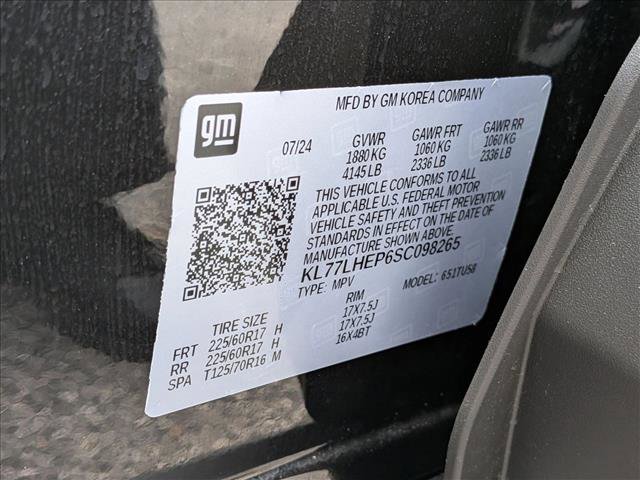 MFD BY GM KOREA COMPANY
gm
07/24 GVWR GAWR FRT GAWR RR
1880 KG 1060 KG 1060 KG
4145 LB 2336 LB 2336 LB
THIS VEHICLE CONFORMS TO ALL
APPLICABLE U.S. FEDERAL MOTOR
VEHICLE SAFETY AND THEFT PREVENTION
STANDARDS IN EFFECT ON THE DATE OF
MANUFACTURE SHOWN ABOVE.
KL77LHEP6SC098265
TYPE: MPV MODEL: 651TU58
TIRE SIZE RIM
FRT 225/60R17 H 17X7.5J
RR 225/60R17 H 17X7.5J
SPA T125/70R16 M 16X4BT